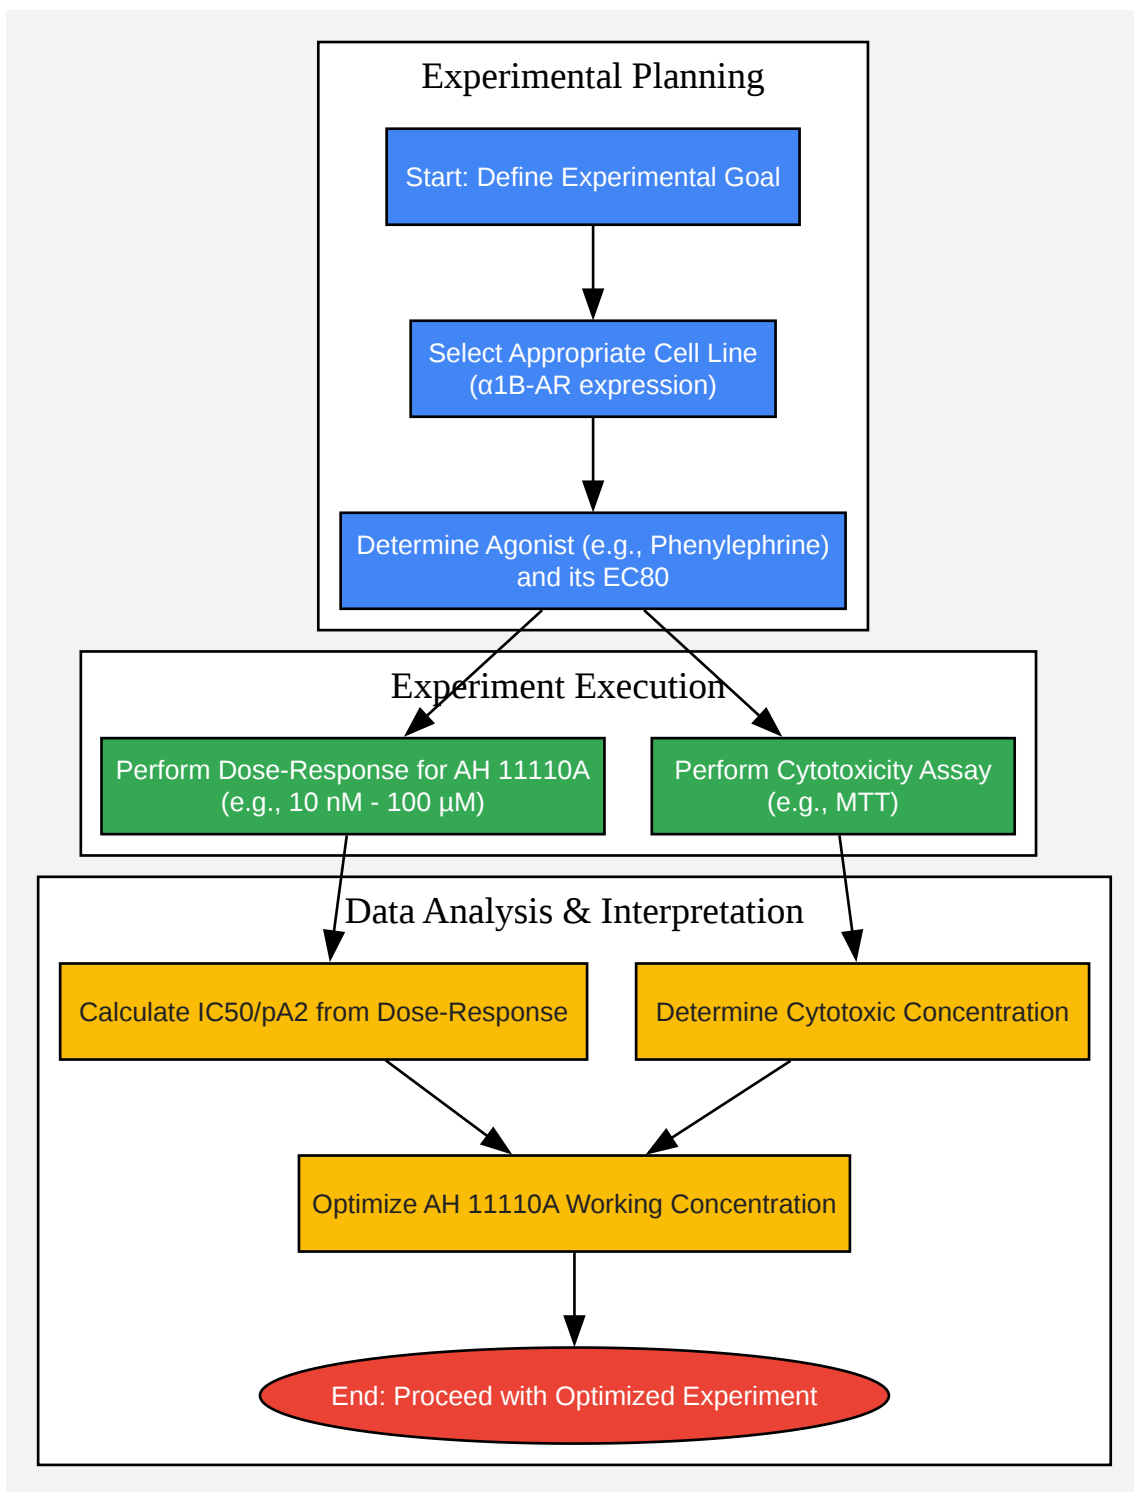 Experimental Planning
Start: Define Experimental Goal
Select Appropriate Cell Line
(α1B-AR expression)
Determine Agonist (e.g., Phenylephrine)
and its EC80
Experiment Execution
Perform Dose-Response for AH 11110A
(e.g., 10 nM - 100 µM)
Perform Cytotoxicity Assay
(e.g., MTT)
Data Analysis & Interpretation
Calculate IC50/pA2 from Dose-Response
Determine Cytotoxic Concentration
Optimize AH 11110A Working Concentration
End: Proceed with Optimized Experiment